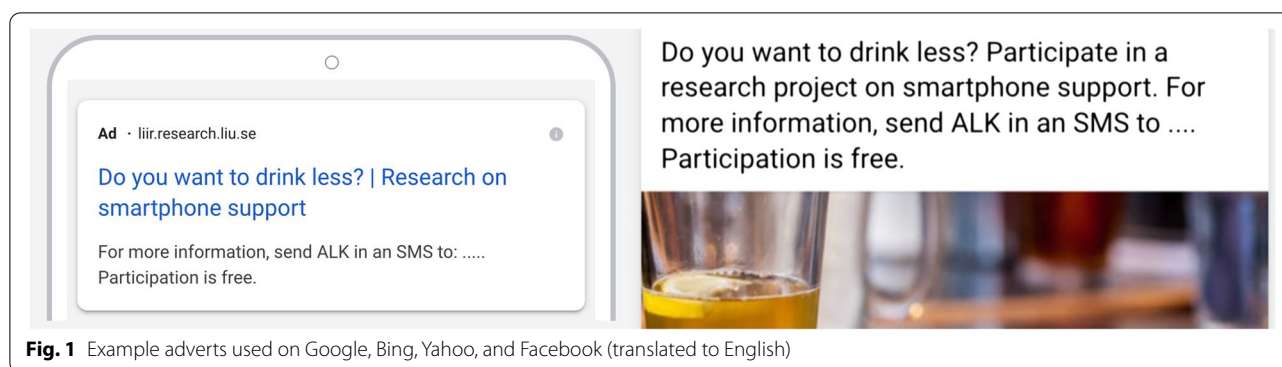 Ad · liir.research.liu.se
Do you want to drink less? | Research on
smartphone support
For more information, send ALK in an SMS to: .....
Participation is free.
Do you want to drink less? Participate in a
research project on smartphone support. For
more information, send ALK in an SMS to ....
Participation is free.
Fig. 1 Example adverts used on Google, Bing, Yahoo, and Facebook (translated to English)